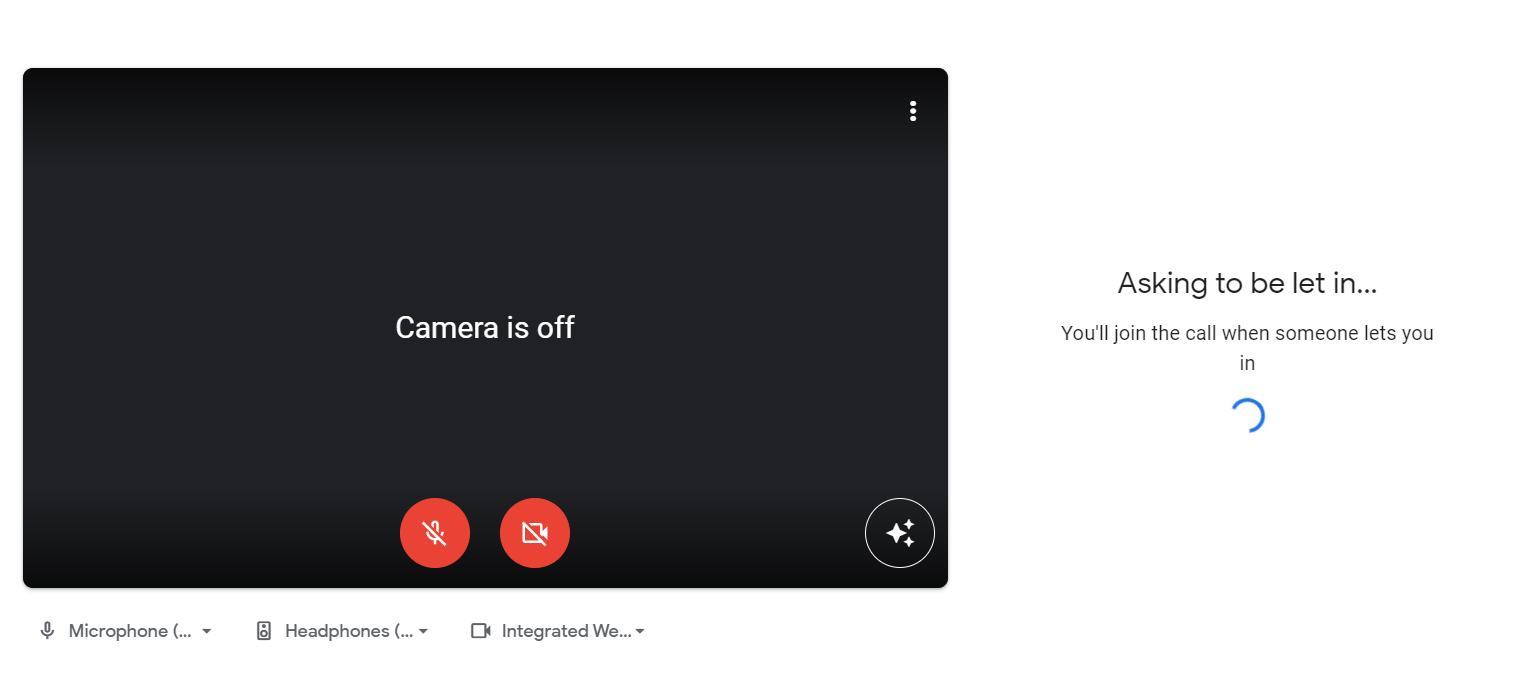 Camera is off
Asking to be let in...
You'll join the call when someone lets you
in
Microphone (...
Headphones (...
Integrated We...